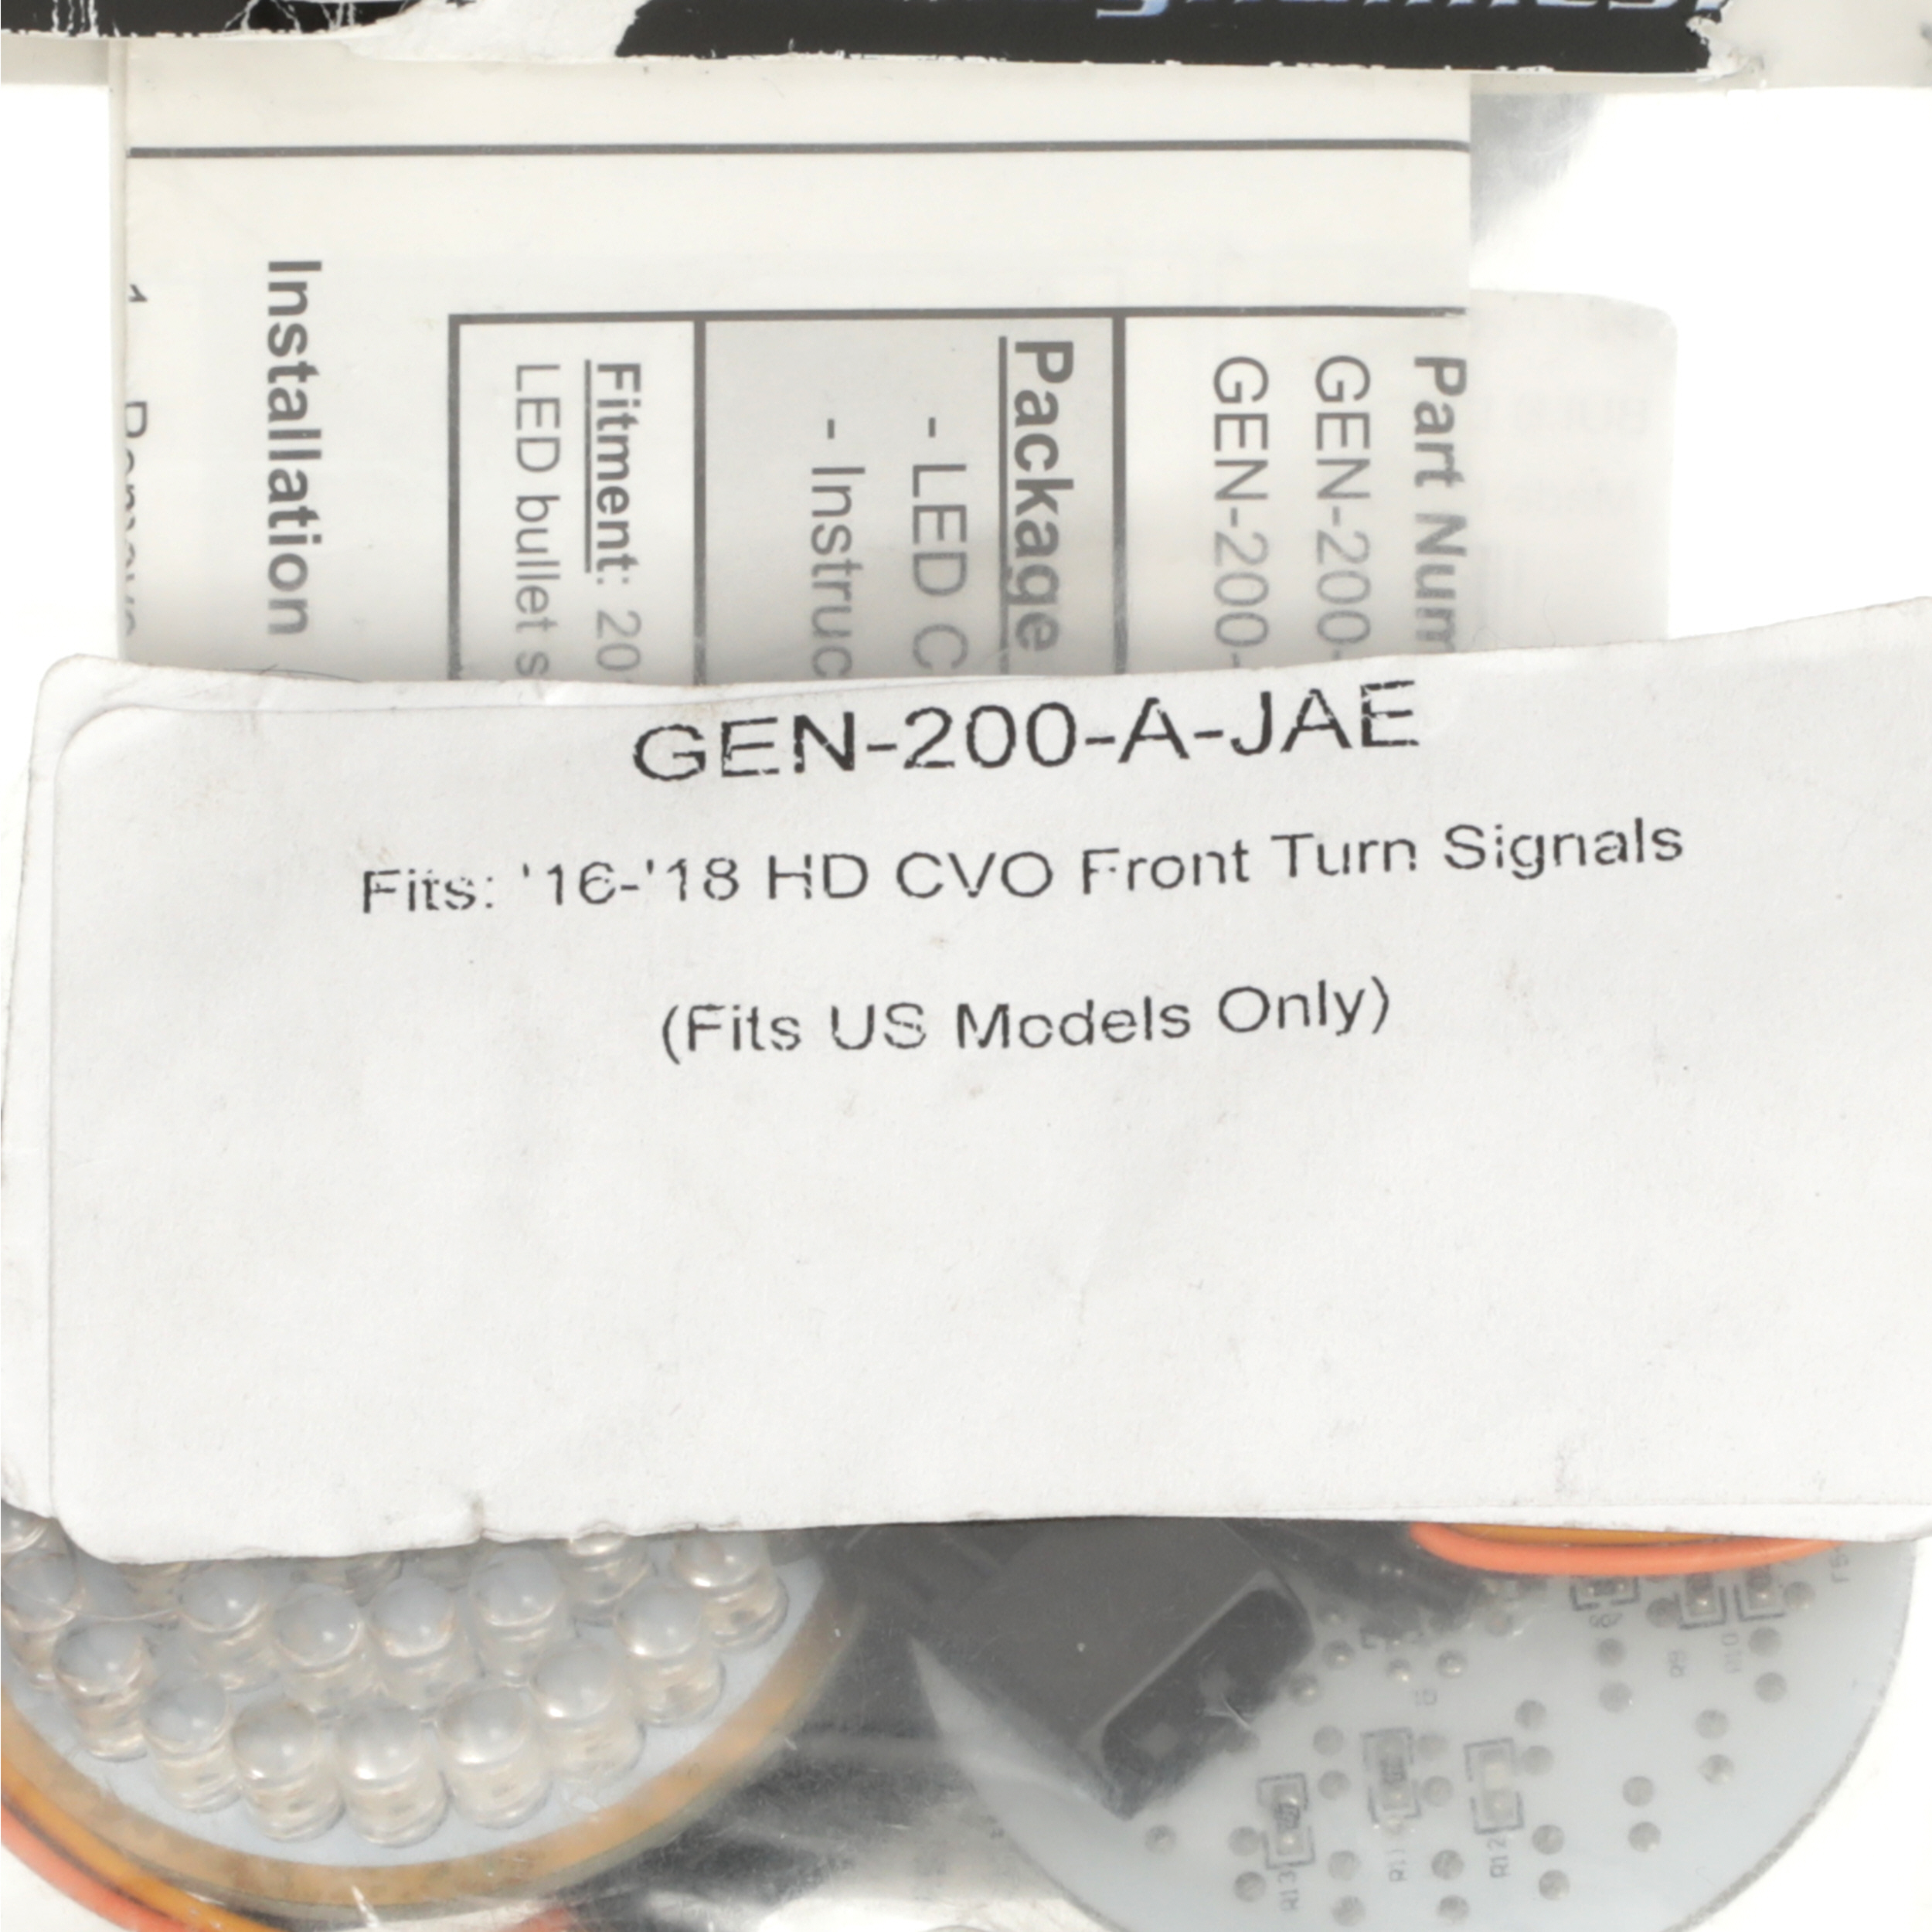 Part Num
GEN-200-
GEN-200-
Package
- LED C
- Instruc
Fitment: 20
LED bullet s
Installation
GEN-200-A-JAE
Fits: '16-'18 HD CVO Front Turn Signals
(Fits US Models Only)